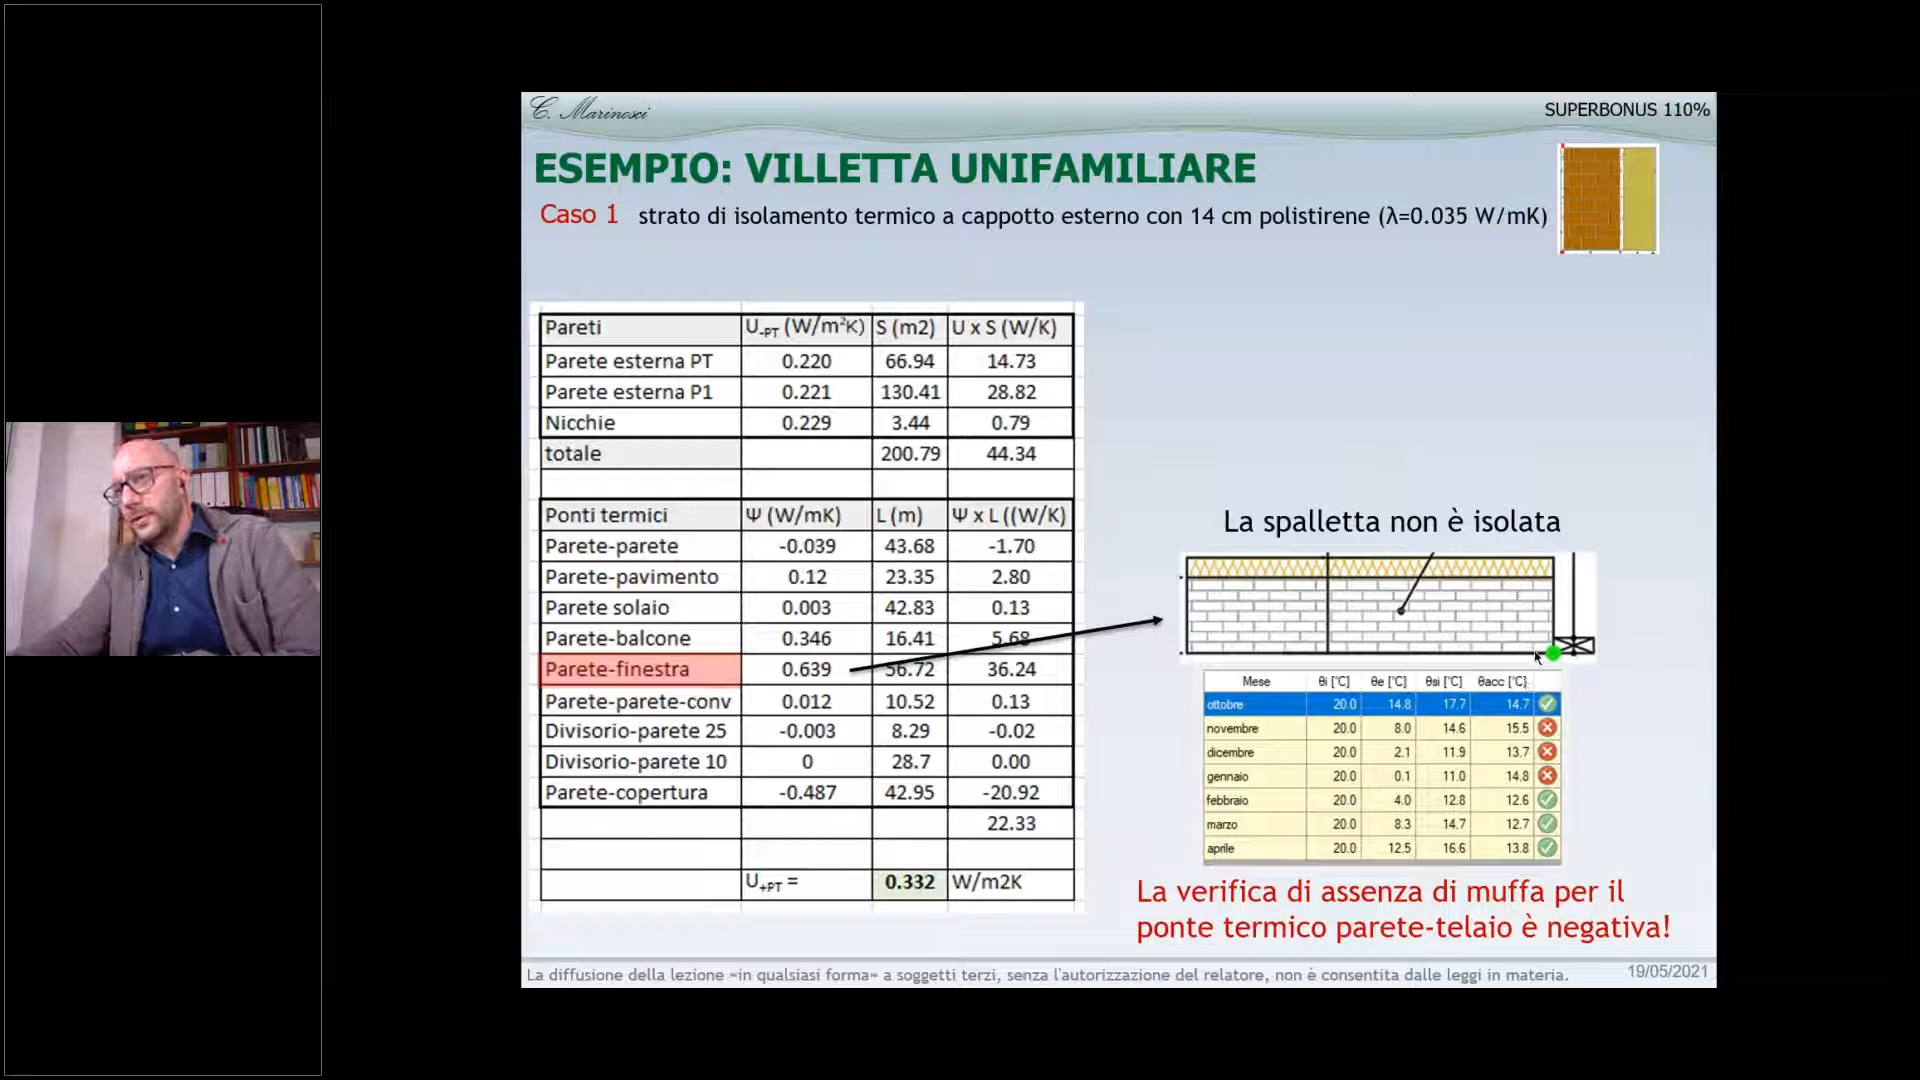 C. Marinosci
SUPERBONUS 110%
ESEMPIO: VILLETTA UNIFAMILIARE
Caso 1 strato di isolamento termico a cappotto esterno con 14 cm polistirene (λ=0.035 W/mK)
Pareti U-PT (W/m²K) S (m2) U x S (W/K)
Parete esterna PT 0.220 66.94 14.73
Parete esterna P1 0.221 130.41 28.82
Nicchie 0.229 3.44 0.79
totale 200.79 44.34
Ponti termici Ψ (W/mK) L (m) Ψ x L ((W/K)
Parete-parete -0.039 43.68 -1.70
Parete-pavimento 0.12 23.35 2.80
Parete solaio 0.003 42.83 0.13
Parete-balcone 0.346 16.41 5.68
Parete-finestra 0.639 56.72 36.24
Parete-parete-conv 0.012 10.52 0.13
Divisorio-parete 25 -0.003 8.29 -0.02
Divisorio-parete 10 0 28.7 0.00
Parete-copertura -0.487 42.95 -20.92
22.33
U+PT = 0.332 W/m2K
La spalletta non è isolata
Mese θi [°C] θe [°C] θsi [°C] θacc [°C]
ottobre 20.0 14.8 17.7 14.7
novembre 20.0 8.0 14.6 15.5
dicembre 20.0 2.1 11.9 13.7
gennaio 20.0 0.1 11.0 14.8
febbraio 20.0 4.0 12.8 12.6
marzo 20.0 8.3 14.7 12.7
aprile 20.0 12.5 16.6 13.8
La verifica di assenza di muffa per il
ponte termico parete-telaio è negativa!
La diffusione della lezione «in qualsiasi forma» a soggetti terzi, senza l'autorizzazione del relatore, non è consentita dalle leggi in materia.
19/05/2021